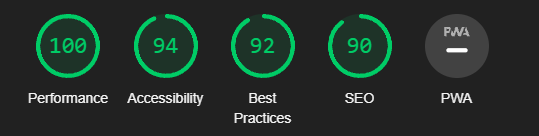 100 94 92 90 PWA
Performance Accessibility Best SEO PWA
Practices